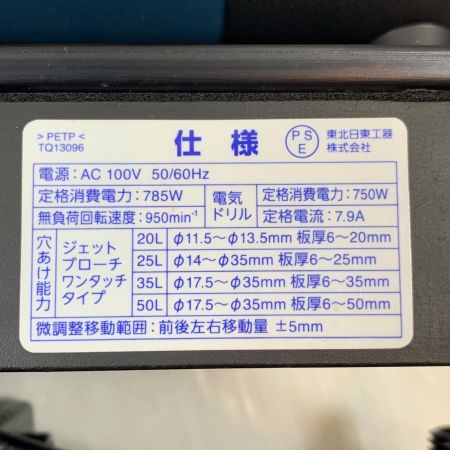 > PETP <
TQ13096
仕様
PSE
東北日東工器
株式会社
電源:AC 100V 50/60Hz
定格消費電力:785W
無負荷回転速度:950min⁻¹
電気
ドリル
定格消費電力:750W
定格電流:7.9A
穴あけ能力
ジェット
ブローチ
ワンタッチ
タイプ
20L φ11.5~φ13.5mm 板厚6~20mm
25L φ14~φ35mm 板厚6~25mm
35L φ17.5~φ35mm 板厚6~35mm
50L φ17.5~φ35mm 板厚6~50mm
微調整移動範囲:前後左右移動量 ±5mm